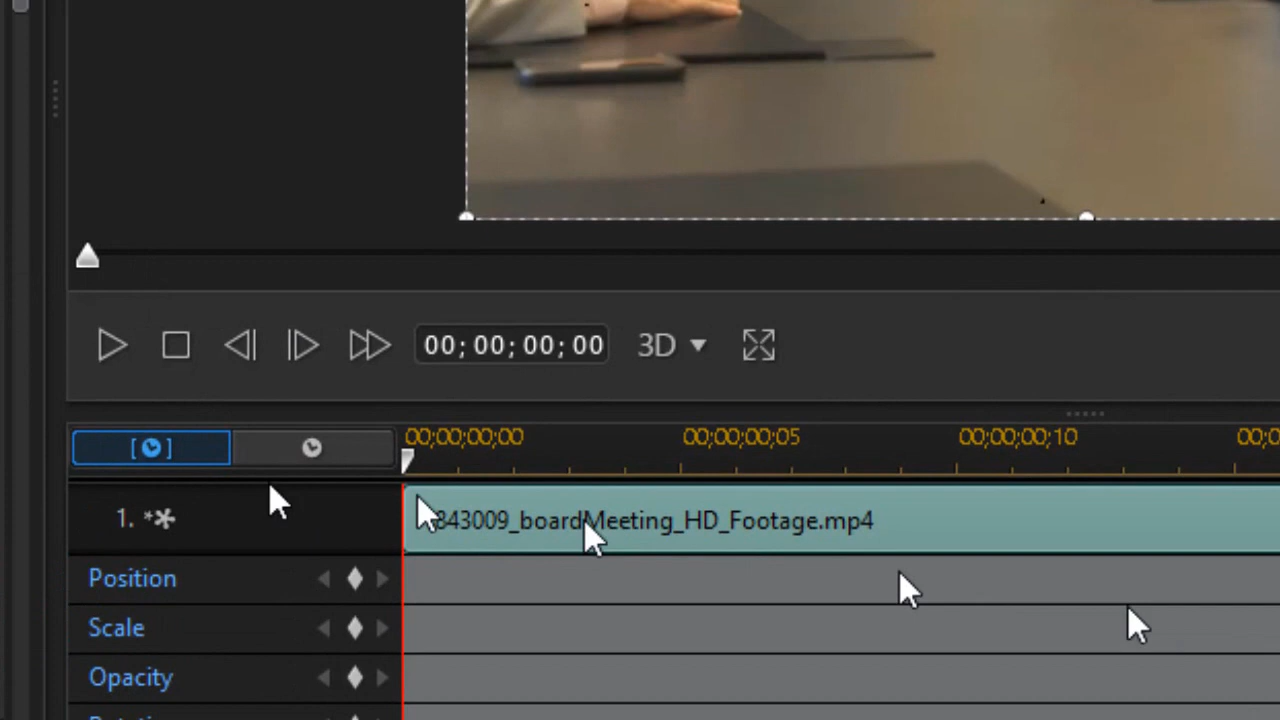 00; 00; 00; 00 3D
00;00;00;00 00;00;00;05 00;00;00;10
1. 843009_boardMeeting_HD_Footage.mp4
Position
Scale
Opacity